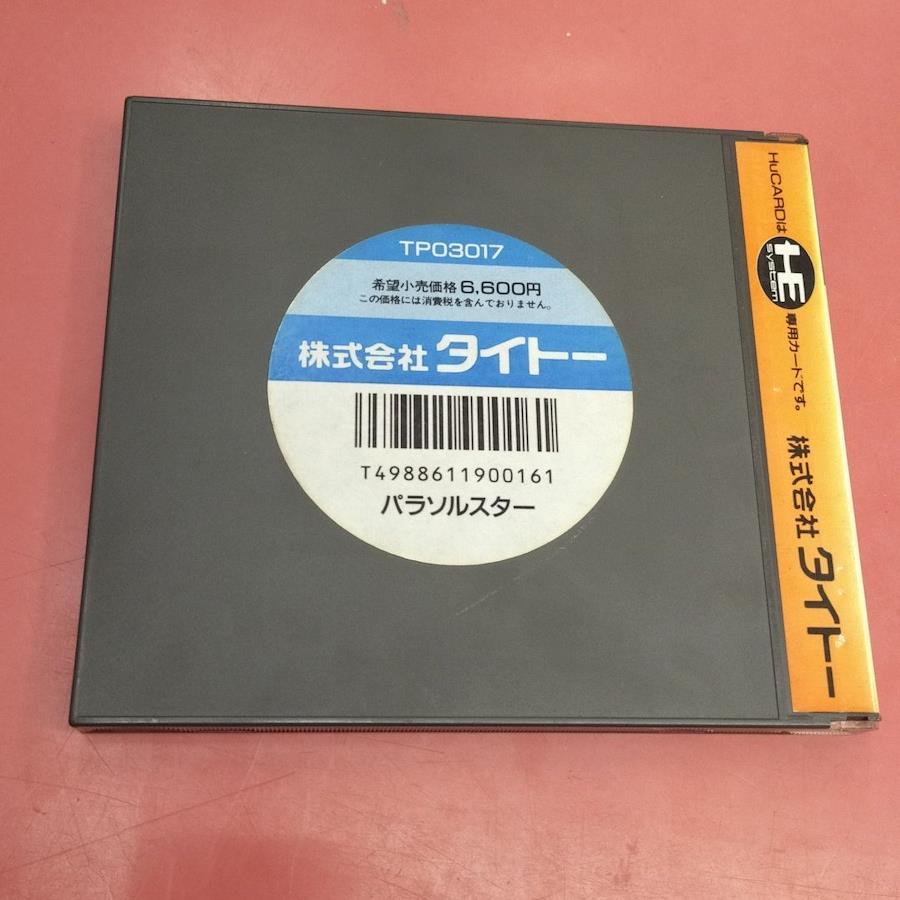 TP03017
希望小売価格 6,600円
この価格には消費税を含んでおりません。
株式会社 タイトー
T4988611900161
パラソルスター
HuCARDは HE SYSTEM 専用カードです。 株式会社 タイトー